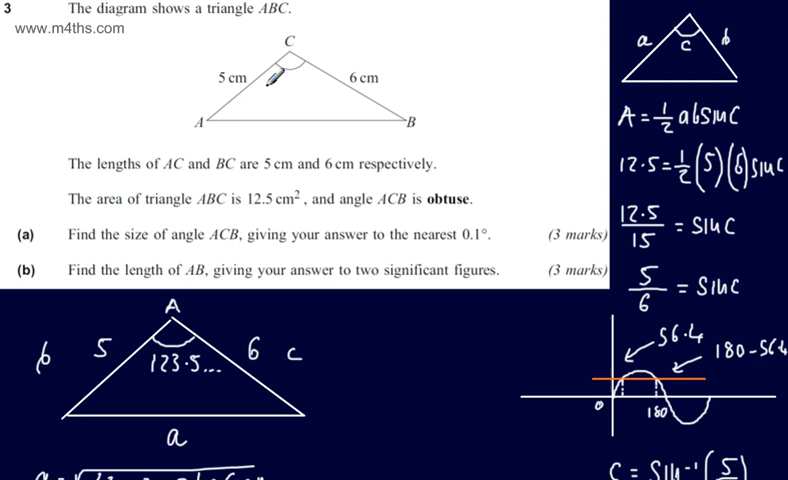 3 The diagram shows a triangle ABC.
www.m4ths.com
C
5 cm 6 cm
A B
The lengths of AC and BC are 5 cm and 6 cm respectively.
The area of triangle ABC is 12.5 cm², and angle ACB is obtuse.
(a) Find the size of angle ACB, giving your answer to the nearest 0.1°. (3 marks)
(b) Find the length of AB, giving your answer to two significant figures. (3 marks)
a c b
A = 1/2 ab sin C
12.5 = 1/2 (5)(6) sin C
12.5/15 = sin C
5/6 = sin C
56.4
180-56.4
0 180
C = sin⁻¹(5/
A
b 5 123.5... 6 c
a